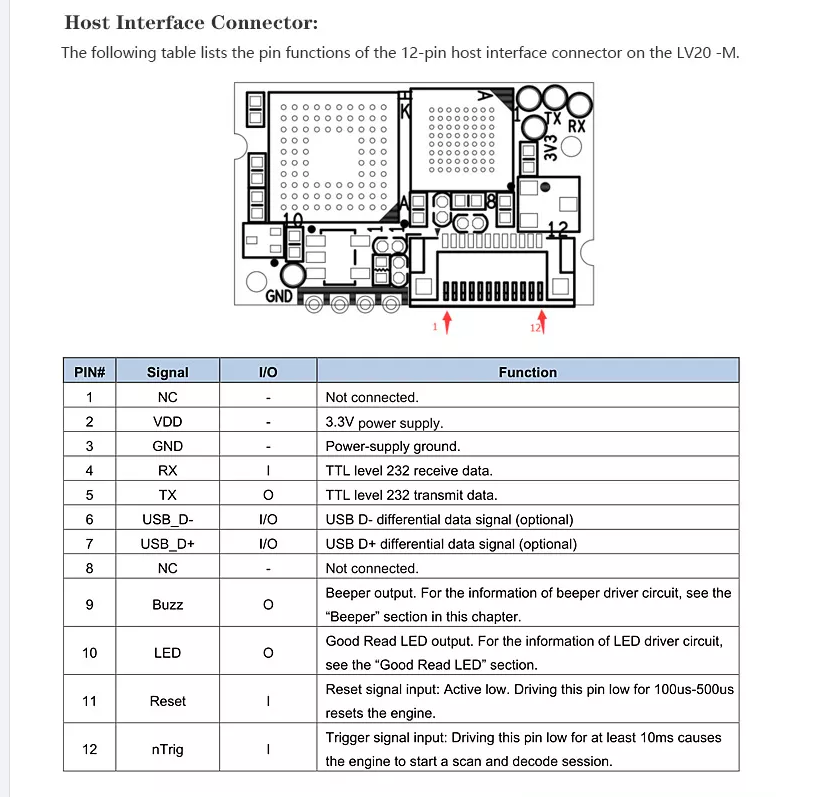 Host Interface Connector:
The following table lists the pin functions of the 12-pin host interface connector on the LV20 -M.
K
A
1
TX
RX
3V3
A
8
12
10
1
1
GND
1
12
PIN# Signal I/O Function
1 NC - Not connected.
2 VDD - 3.3V power supply.
3 GND - Power-supply ground.
4 RX I TTL level 232 receive data.
5 TX O TTL level 232 transmit data.
6 USB_D- I/O USB D- differential data signal (optional)
7 USB_D+ I/O USB D+ differential data signal (optional)
8 NC - Not connected.
9 Buzz O Beeper output. For the information of beeper driver circuit, see the
“Beeper” section in this chapter.
10 LED O Good Read LED output. For the information of LED driver circuit,
see the “Good Read LED” section.
11 Reset I Reset signal input: Active low. Driving this pin low for 100us-500us
resets the engine.
12 nTrig I Trigger signal input: Driving this pin low for at least 10ms causes
the engine to start a scan and decode session.